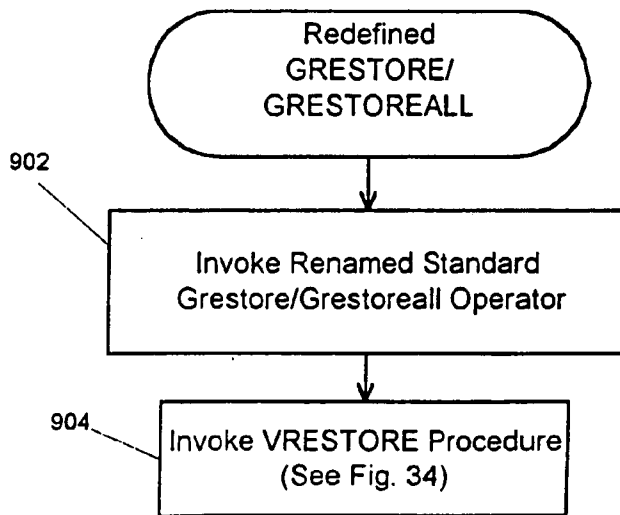 Redefined
GRESTORE/
GRESTOREALL
902
Invoke Renamed Standard
Grestore/Grestoreall Operator
904
Invoke VRESTORE Procedure
(See Fig. 34)